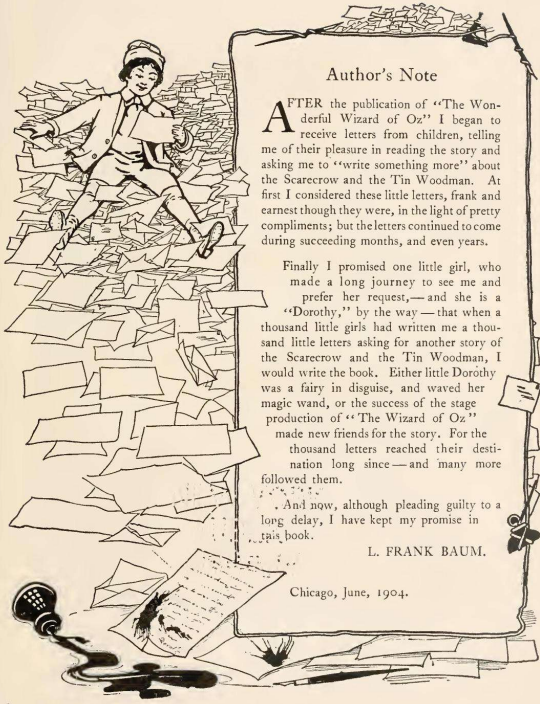 Author's Note
AFTER the publication of "The Won-
derful Wizard of Oz" I began to
receive letters from children, telling
me of their pleasure in reading the story and
asking me to "write something more" about
the Scarecrow and the Tin Woodman. At
first I considered these little letters, frank and
earnest though they were, in the light of pretty
compliments; but the letters continued to come
during succeeding months, and even years.
Finally I promised one little girl, who
made a long journey to see me and
prefer her request,—and she is a
"Dorothy," by the way—that when a
thousand little girls had written me a thou-
sand little letters asking for another story of
the Scarecrow and the Tin Woodman, I
would write the book. Either little Dorothy
was a fairy in disguise, and waved her
magic wand, or the success of the stage
production of "The Wizard of Oz"
made new friends for the story. For the
thousand letters reached their desti-
nation long since—and many more
followed them.
And now, although pleading guilty to a
long delay, I have kept my promise in
this book.
L. FRANK BAUM.
Chicago, June, 1904.